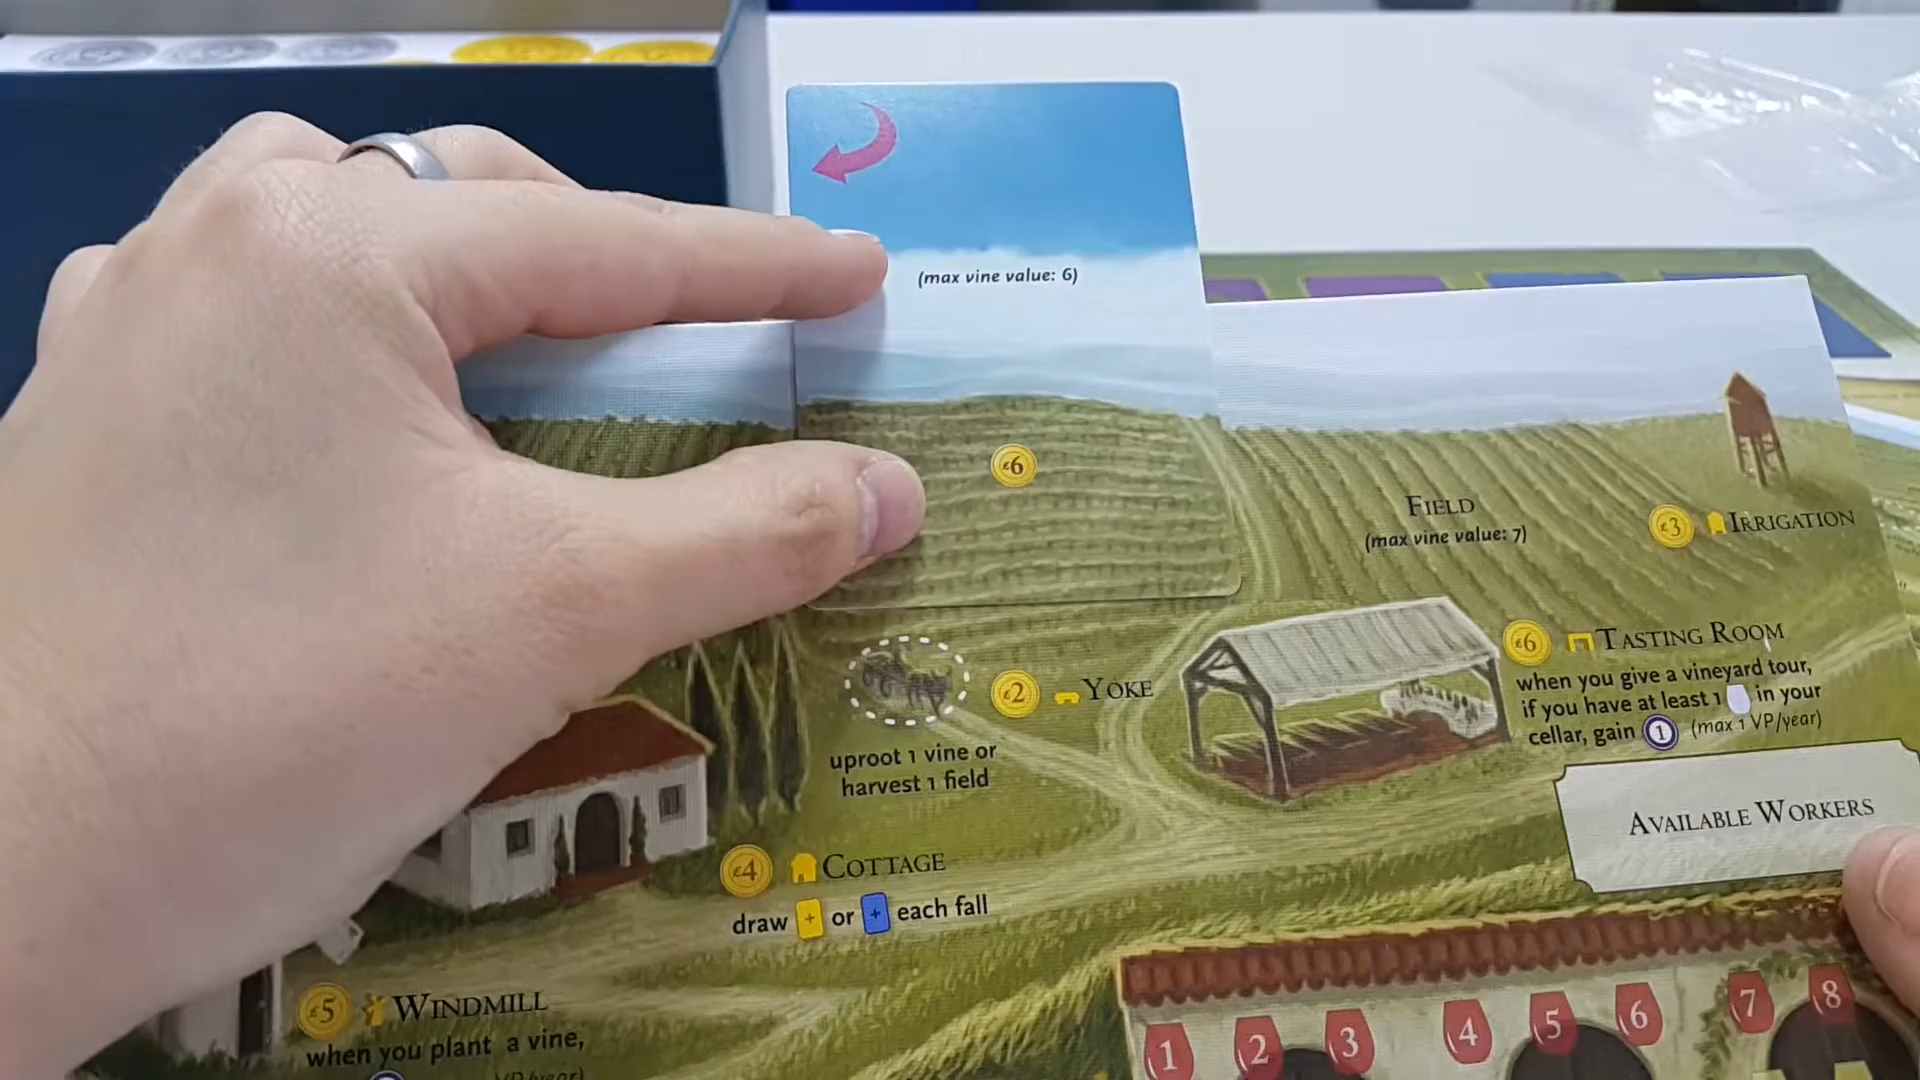 (max vine value: 6)
€6
FIELD
(max vine value: 7)
€3 IRRIGATION
€6 TASTING ROOM
when you give a vineyard tour,
if you have at least 1 in your
cellar, gain 1 (max 1 VP/year)
€2 YOKE
uproot 1 vine or
harvest 1 field
AVAILABLE WORKERS
€4 COTTAGE
draw + or + each fall
€5 WINDMILL
when you plant a vine,
VP/year)
1 2 3 4 5 6 7 8